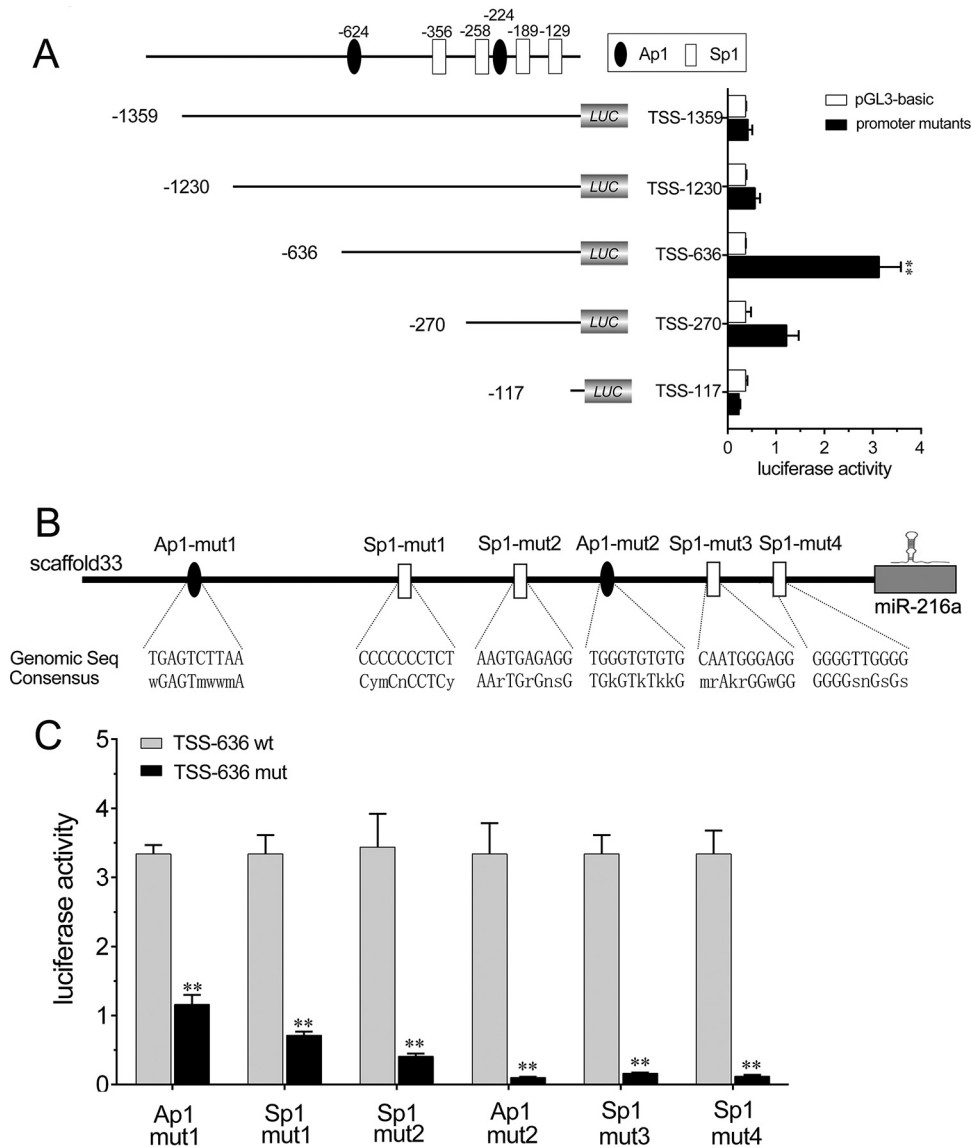 A
-624
-356
-258
-224
-189
-129
Ap1
Sp1
-1359
LUC
TSS-1359
pGL3-basic
promoter mutants
-1230
LUC
TSS-1230
-636
LUC
TSS-636
**
-270
LUC
TSS-270
-117
LUC
TSS-117
0 1 2 3 4
luciferase activity
B
scaffold33
Ap1-mut1
Sp1-mut1
Sp1-mut2
Ap1-mut2
Sp1-mut3
Sp1-mut4
miR-216a
Genomic Seq TGAGTCTTAA CCCCCCCTCT AAGTGAGAGG TGGGTGTGTG CAATGGGAGG GGGGTTGGGG
Consensus wGAGTmwwmA CymCnCCTCy AArTGrGnsG TGkGTkTkkG mrAkrGGwGG GGGGsnGsGs
C
TSS-636 wt
TSS-636 mut
luciferase activity
5
4
3
2
1
0
** ** ** ** ** **
Ap1 Sp1 Sp1 Ap1 Sp1 Sp1
mut1 mut1 mut2 mut2 mut3 mut4